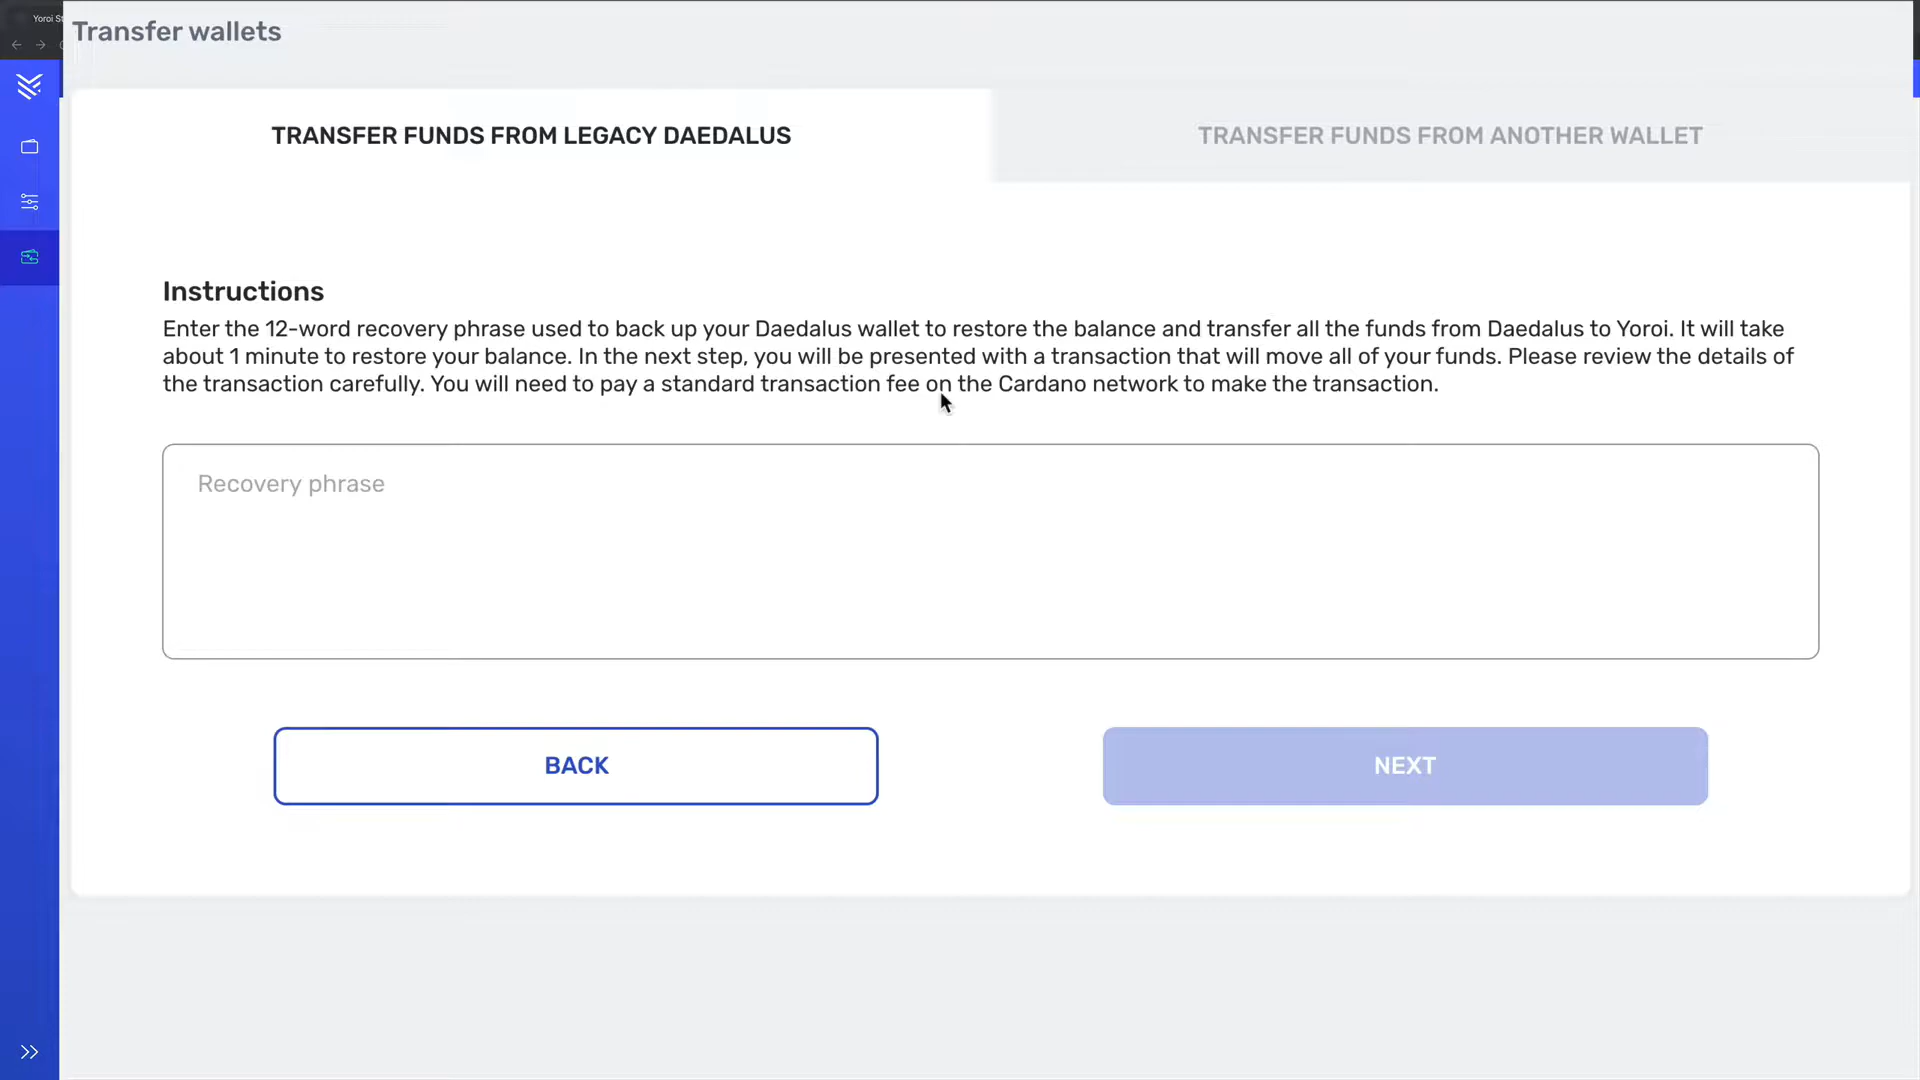 Yoroi St
Transfer wallets
TRANSFER FUNDS FROM LEGACY DAEDALUS
TRANSFER FUNDS FROM ANOTHER WALLET
Instructions
Enter the 12-word recovery phrase used to back up your Daedalus wallet to restore the balance and transfer all the funds from Daedalus to Yoroi. It will take
about 1 minute to restore your balance. In the next step, you will be presented with a transaction that will move all of your funds. Please review the details of
the transaction carefully. You will need to pay a standard transaction fee on the Cardano network to make the transaction.
Recovery phrase
BACK
NEXT